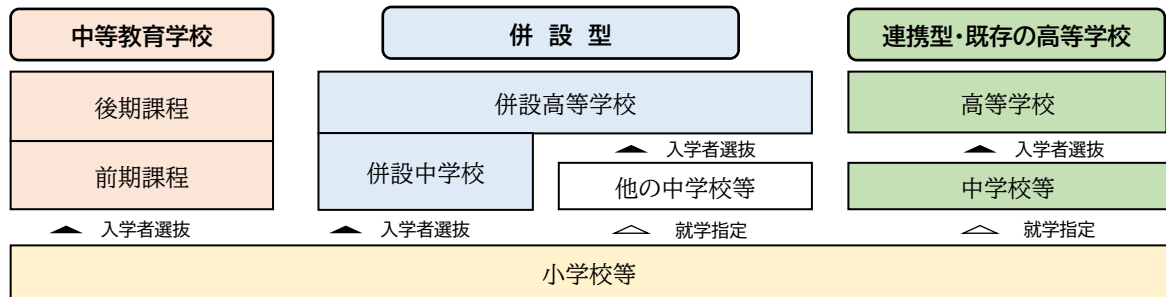 中等教育学校
併設型
連携型・既存の高等学校
後期課程
併設高等学校
高等学校
▲ 入学者選抜
▲ 入学者選抜
前期課程
併設中学校
他の中学校等
中学校等
▲ 入学者選抜
▲ 入学者選抜
△ 就学指定
△ 就学指定
小学校等